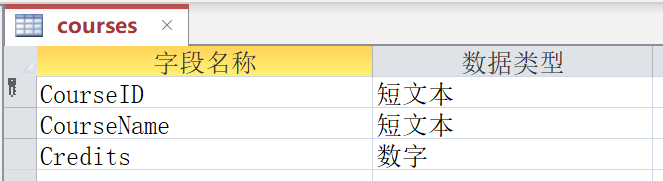 courses ×
字段名称 数据类型
CourseID 短文本
CourseName 短文本
Credits 数字